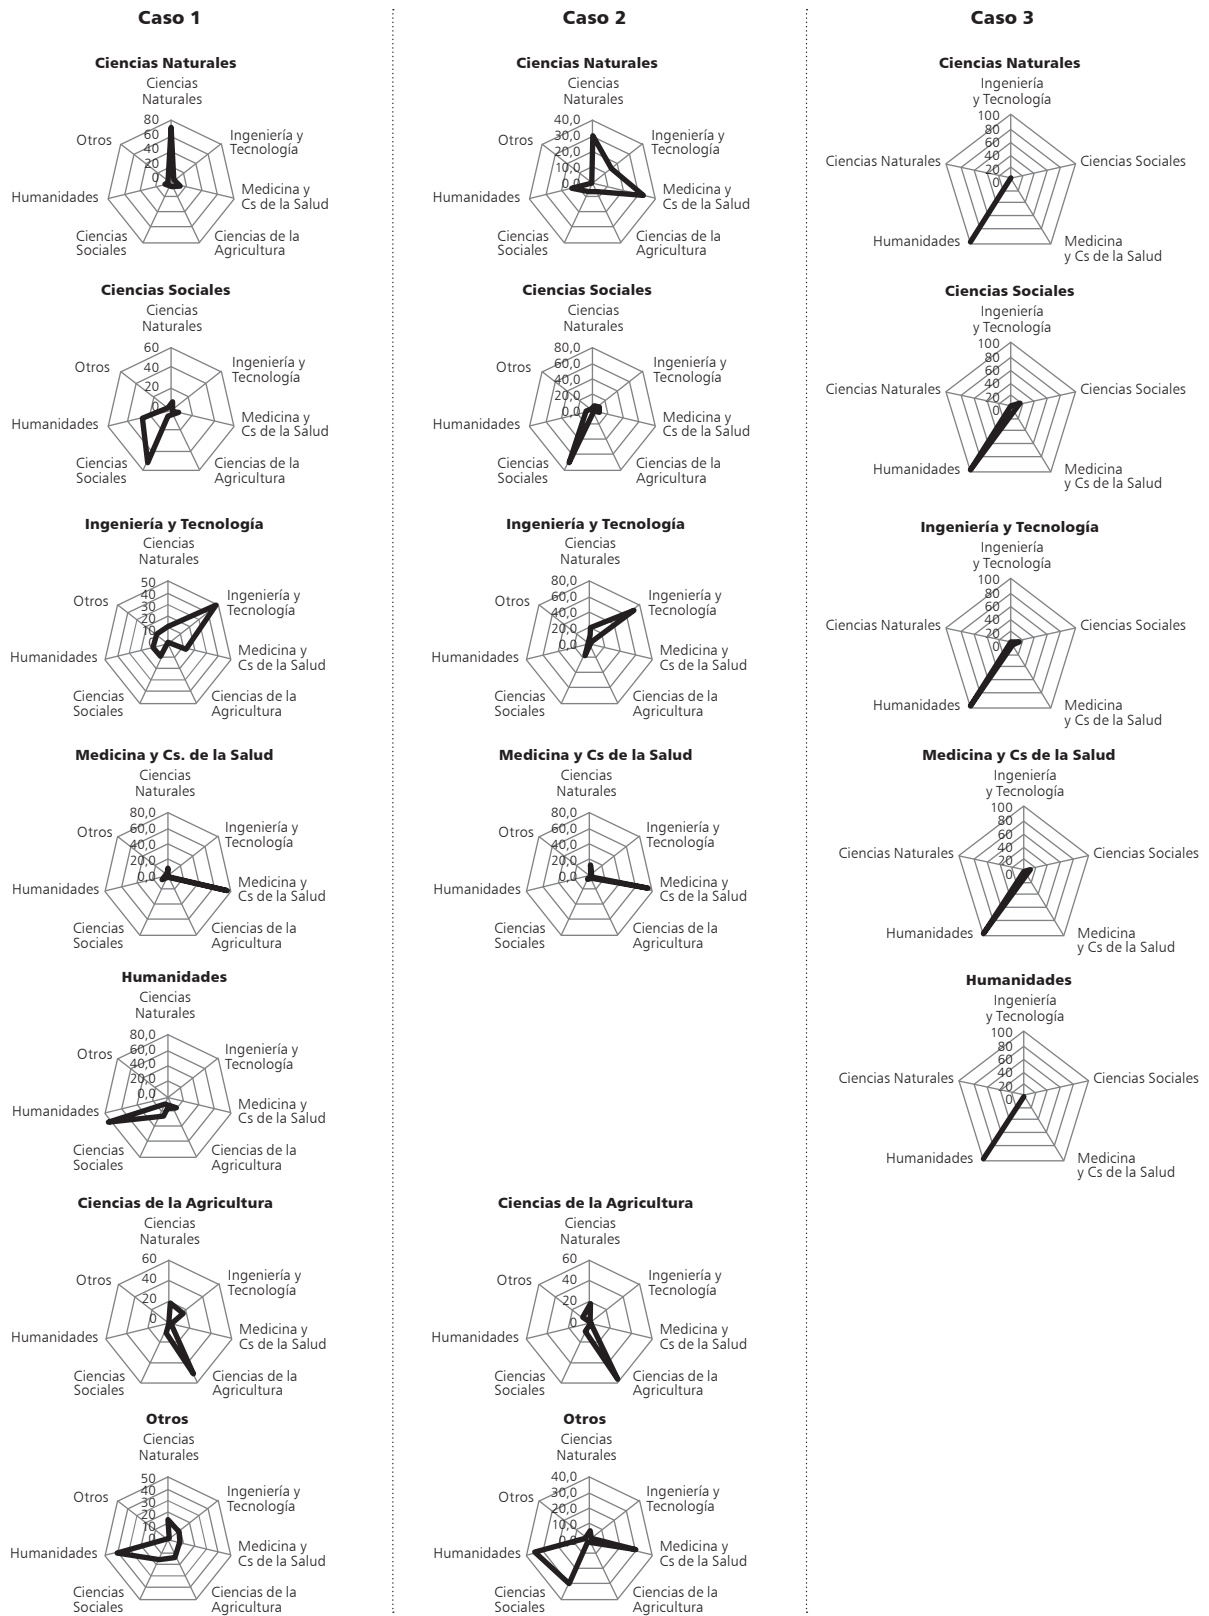 Caso 1
Ciencias Naturales
Ciencias
Naturales
80
60
40
20
0
Otros
Ingeniería y
Tecnología
Humanidades
Medicina y
Cs de la Salud
Ciencias
Sociales
Ciencias de la
Agricultura
Ciencias Sociales
Ciencias
Naturales
60
40
20
0
Otros
Ingeniería y
Tecnología
Humanidades
Medicina y
Cs de la Salud
Ciencias
Sociales
Ciencias de la
Agricultura
Ingeniería y Tecnología
Ciencias
Naturales
50
40
30
20
10
0
Otros
Ingeniería y
Tecnología
Humanidades
Medicina y
Cs de la Salud
Ciencias
Sociales
Ciencias de la
Agricultura
Medicina y Cs. de la Salud
Ciencias
Naturales
80,0
60,0
40,0
20,0
0,0
Otros
Ingeniería y
Tecnología
Humanidades
Medicina y
Cs de la Salud
Ciencias
Sociales
Ciencias de la
Agricultura
Humanidades
Ciencias
Naturales
80,0
60,0
40,0
20,0
0,0
Otros
Ingeniería y
Tecnología
Humanidades
Medicina y
Cs de la Salud
Ciencias
Sociales
Ciencias de la
Agricultura
Ciencias de la Agricultura
Ciencias
Naturales
60
40
20
0
Otros
Ingeniería y
Tecnología
Humanidades
Medicina y
Cs de la Salud
Ciencias
Sociales
Ciencias de la
Agricultura
Otros
Ciencias
Naturales
50
40
30
20
10
0
Otros
Ingeniería y
Tecnología
Humanidades
Medicina y
Cs de la Salud
Ciencias
Sociales
Ciencias de la
Agricultura
Caso 2
Ciencias Naturales
Ciencias
Naturales
40,0
30,0
20,0
10,0
0,0
Otros
Ingeniería y
Tecnología
Humanidades
Medicina y
Cs de la Salud
Ciencias
Sociales
Ciencias de la
Agricultura
Ciencias Sociales
Ciencias
Naturales
80,0
60,0
40,0
20,0
0,0
Otros
Ingeniería y
Tecnología
Humanidades
Medicina y
Cs de la Salud
Ciencias
Sociales
Ciencias de la
Agricultura
Ingeniería y Tecnología
Ciencias
Naturales
80,0
60,0
40,0
20,0
0,0
Otros
Ingeniería y
Tecnología
Humanidades
Medicina y
Cs de la Salud
Ciencias
Sociales
Ciencias de la
Agricultura
Medicina y Cs de la Salud
Ciencias
Naturales
80,0
60,0
40,0
20,0
0,0
Otros
Ingeniería y
Tecnología
Humanidades
Medicina y
Cs de la Salud
Ciencias
Sociales
Ciencias de la
Agricultura
Ciencias de la Agricultura
Ciencias
Naturales
60
40
20
0
Otros
Ingeniería y
Tecnología
Humanidades
Medicina y
Cs de la Salud
Ciencias
Sociales
Ciencias de la
Agricultura
Otros
Ciencias
Naturales
40,0
30,0
20,0
10,0
0,0
Otros
Ingeniería y
Tecnología
Humanidades
Medicina y
Cs de la Salud
Ciencias
Sociales
Ciencias de la
Agricultura
Caso 3
Ciencias Naturales
Ingeniería
y Tecnología
100
80
60
40
20
0
Ciencias Naturales
Ciencias Sociales
Humanidades
Medicina
y Cs de la Salud
Ciencias Sociales
Ingeniería
y Tecnología
100
80
60
40
20
0
Ciencias Naturales
Ciencias Sociales
Humanidades
Medicina
y Cs de la Salud
Ingeniería y Tecnología
Ingeniería
y Tecnología
100
80
60
40
20
0
Ciencias Naturales
Ciencias Sociales
Humanidades
Medicina
y Cs de la Salud
Medicina y Cs de la Salud
Ingeniería
y Tecnología
100
80
60
40
20
0
Ciencias Naturales
Ciencias Sociales
Humanidades
Medicina
y Cs de la Salud
Humanidades
Ingeniería
y Tecnología
100
80
60
40
20
0
Ciencias Naturales
Ciencias Sociales
Humanidades
Medicina
y Cs de la Salud